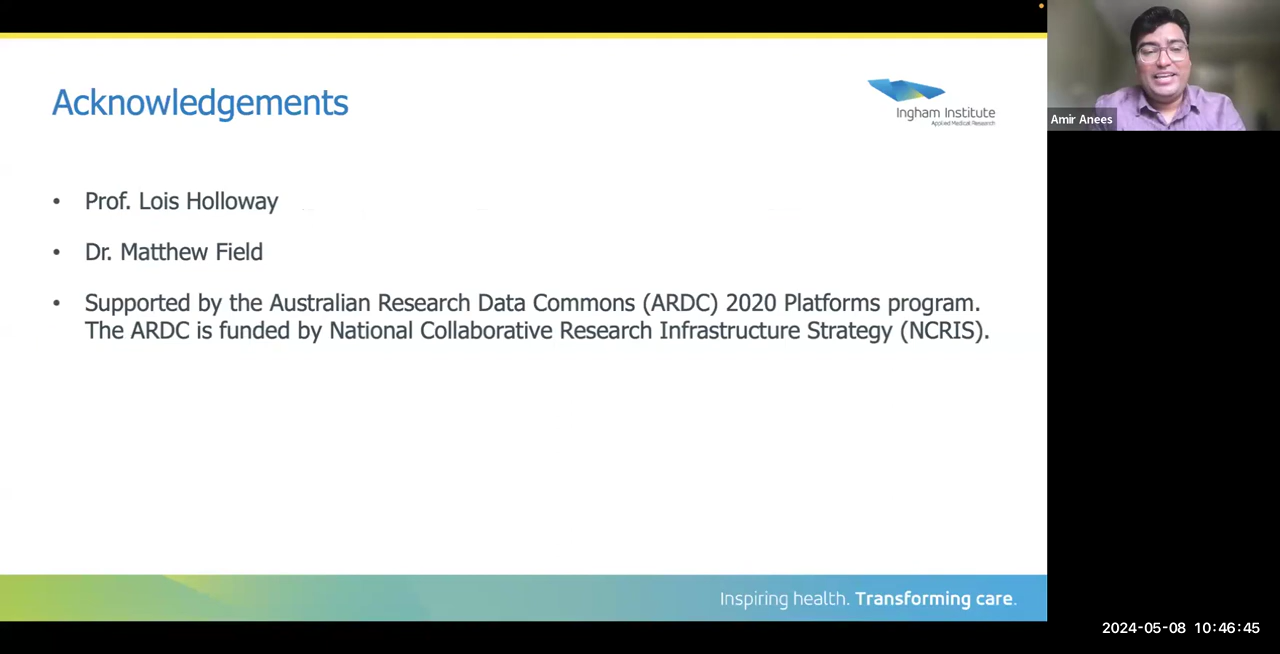 Acknowledgements
Ingham Institute
Applied Medical Research
Amir Anees
• Prof. Lois Holloway
• Dr. Matthew Field
• Supported by the Australian Research Data Commons (ARDC) 2020 Platforms program.
The ARDC is funded by National Collaborative Research Infrastructure Strategy (NCRIS).
Inspiring health. Transforming care.
2024-05-08 10:46:45